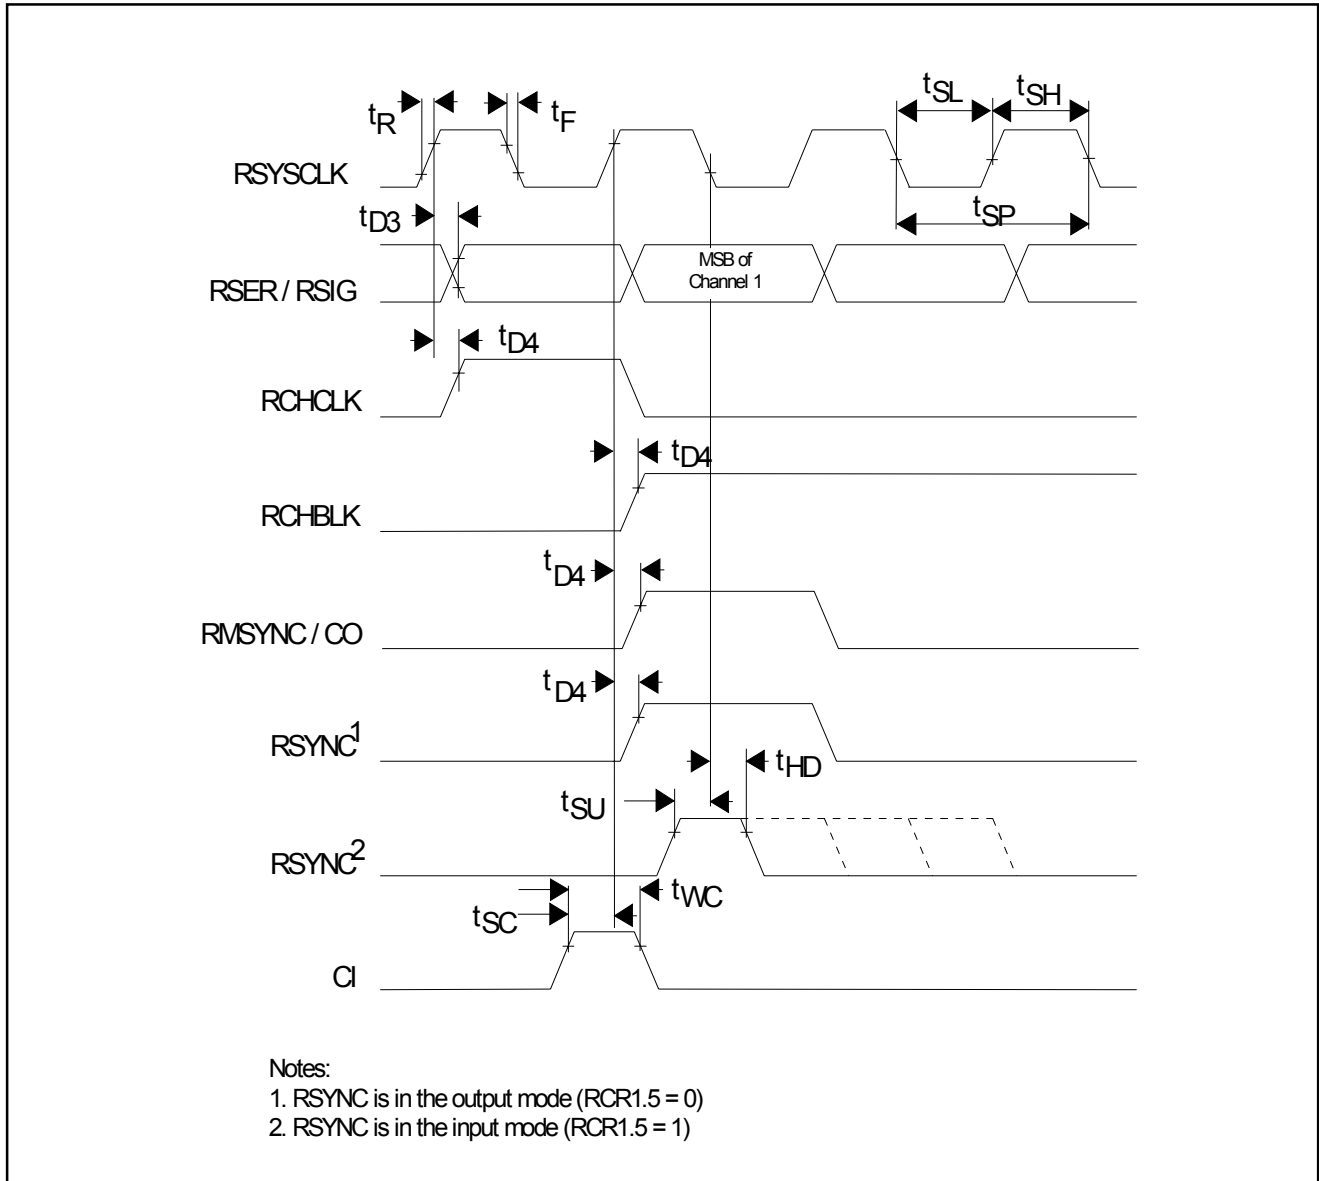 tSL tSH
tR tF
RSYSCLK
tSP
tD3
MSB of
Channel 1
RSER / RSIG
tD4
RCHCLK
tD4
RCHBLK
tD4
RMSYNC / CO
tD4
RSYNC1
tHD
tSU
RSYNC2
tWC
tSC
CI
Notes:
1. RSYNC is in the output mode (RCR1.5 = 0)
2. RSYNC is in the input mode (RCR1.5 = 1)